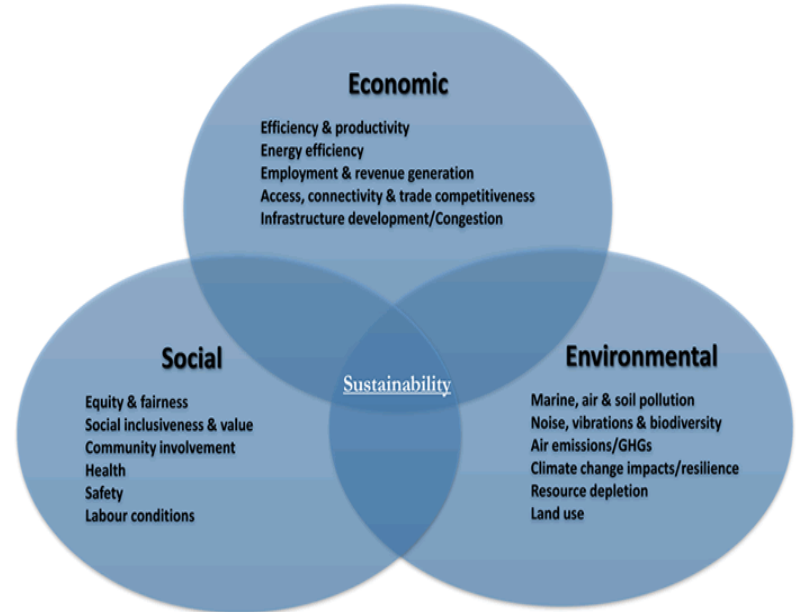 Economic
Efficiency & productivity
Energy efficiency
Employment & revenue generation
Access, connectivity & trade competitiveness
Infrastructure development/Congestion
Social
Equity & fairness
Social inclusiveness & value
Community involvement
Health
Safety
Labour conditions
Sustainability
Environmental
Marine, air & soil pollution
Noise, vibrations & biodiversity
Air emissions/GHGs
Climate change impacts/resilience
Resource depletion
Land use